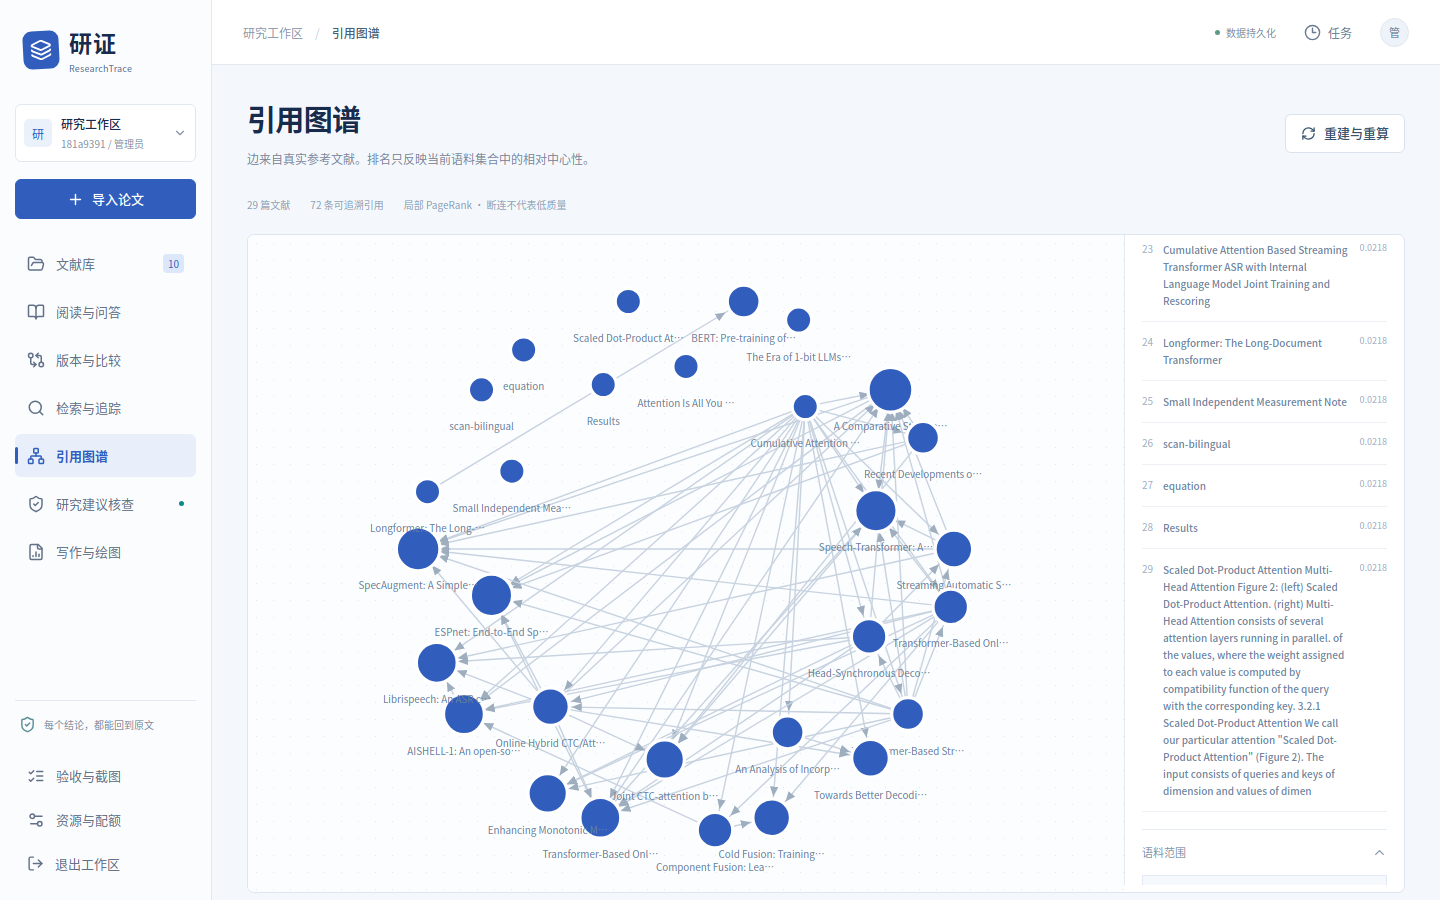 研证
ResearchTrace
研
研究工作区
181a9391 / 管理员
导入论文
文献库
10
阅读与问答
版本与比较
检索与追踪
引用图谱
研究建议核查
写作与绘图
每个结论，都能回到原文
验收与截图
资源与配额
退出工作区
研究工作区 / 引用图谱
数据持久化
任务
管
引用图谱
边来自真实参考文献。排名只反映当前语料集合中的相对中心性。
重建与重算
29 篇文献
72 条可追溯引用
局部 PageRank · 断连不代表低质量
Scaled Dot-Product At…
BERT: Pre-training of…
The Era of 1-bit LLMs…
equation
Attention Is All You …
scan-bilingual
Results
A Comparative S
Cumulative Attention …
Recent Developments o…
Small Independent Mea…
Longformer: The Long-…
Speech-Transformer: A…
SpecAugment: A Simple
Streaming Automatic S…
ESPnet: End-to-End Sp…
Transformer-Based Onl…
Head-Synchronous Deco…
Librispeech: An ASR
Online Hybrid CTC/Att…
AISHELL-1: An open-so…
mer-Based Str…
An Analysis of Incorp…
Joint CTC-attention b…
Towards Better Decodi…
Enhancing Monotonic M
Transformer-Based Onl…
Cold Fusion: Training…
Component Fusion: Lea…
23 Cumulative Attention Based Streaming 0.0218
Transformer ASR with Internal
Language Model Joint Training and
Rescoring
24 Longformer: The Long-Document 0.0218
Transformer
25 Small Independent Measurement Note 0.0218
26 scan-bilingual 0.0218
27 equation 0.0218
28 Results 0.0218
29 Scaled Dot-Product Attention Multi- 0.0218
Head Attention Figure 2: (left) Scaled
Dot-Product Attention. (right) Multi-
Head Attention consists of several
attention layers running in parallel. of
the values, where the weight assigned
to each value is computed by
compatibility function of the query
with the corresponding key. 3.2.1
Scaled Dot-Product Attention We call
our particular attention "Scaled Dot-
Product Attention" (Figure 2). The
input consists of queries and keys of
dimension and values of dimen
语料范围